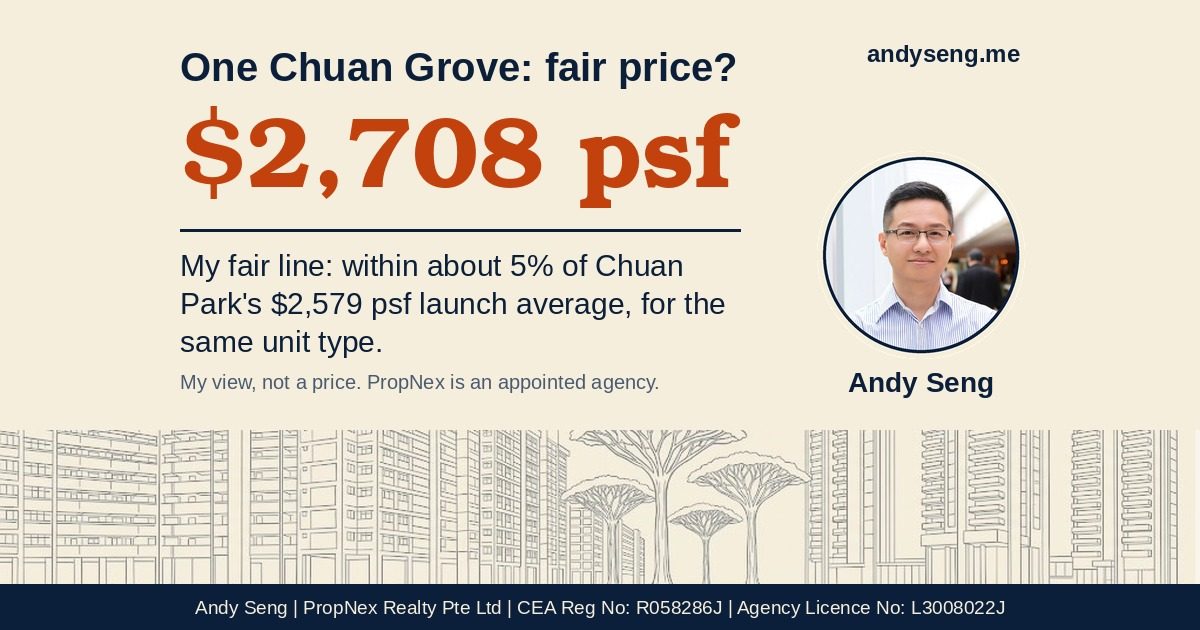 One Chuan Grove: fair price?
andyseng.me
$2,708 psf
My fair line: within about 5% of Chuan
Park's $2,579 psf launch average, for the
same unit type.
My view, not a price. PropNex is an appointed agency.
Andy Seng
Andy Seng | PropNex Realty Pte Ltd | CEA Reg No: R058286J | Agency Licence No: L3008022J